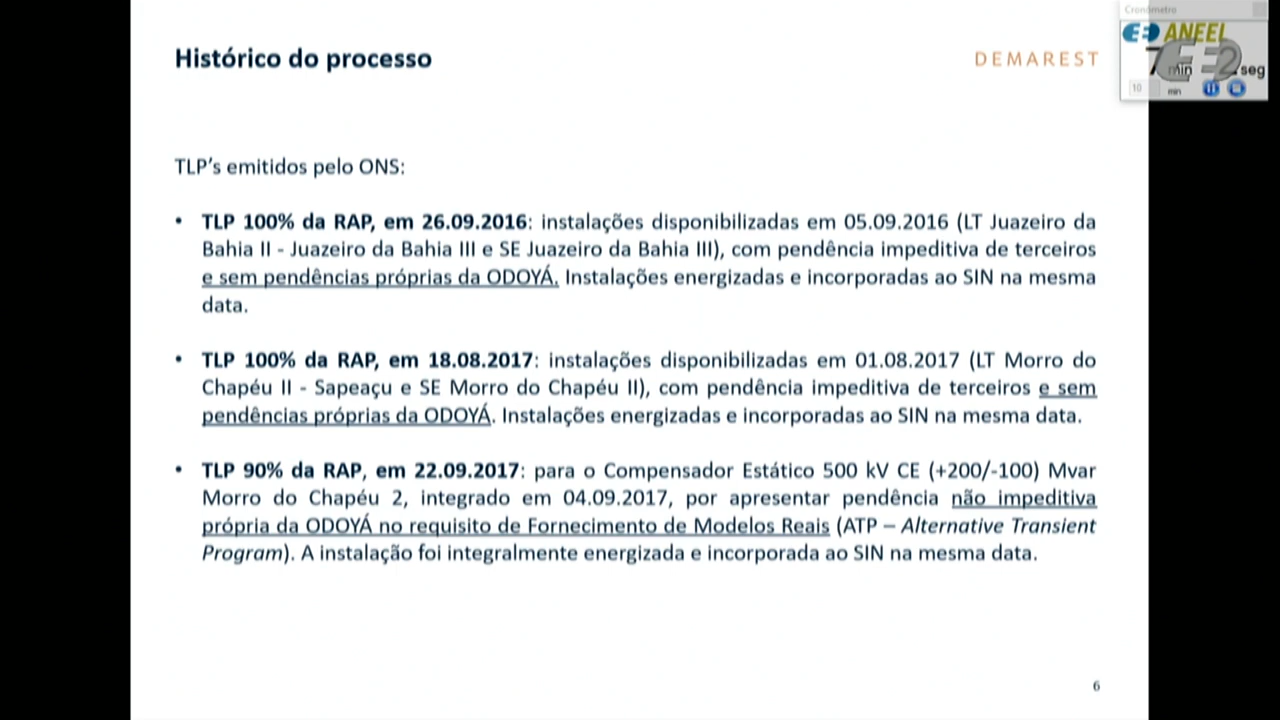 Cronómetro
ANEEL
Histórico do processo
DEMAREST
min
seg
10
min
TLP's emitidos pelo ONS:
• TLP 100% da RAP, em 26.09.2016: instalações disponibilizadas em 05.09.2016 (LT Juazeiro da
Bahia II - Juazeiro da Bahia III e SE Juazeiro da Bahia III), com pendência impeditiva de terceiros
e sem pendências próprias da ODOYÁ. Instalações energizadas e incorporadas ao SIN na mesma
data.
• TLP 100% da RAP, em 18.08.2017: instalações disponibilizadas em 01.08.2017 (LT Morro do
Chapéu II - Sapeaçu e SE Morro do Chapéu II), com pendência impeditiva de terceiros e sem
pendências próprias da ODOYÁ. Instalações energizadas e incorporadas ao SIN na mesma data.
• TLP 90% da RAP, em 22.09.2017: para o Compensador Estático 500 kV CE (+200/-100) Mvar
Morro do Chapéu 2, integrado em 04.09.2017, por apresentar pendência não impeditiva
própria da ODOYÁ no requisito de Fornecimento de Modelos Reais (ATP – Alternative Transient
Program). A instalação foi integralmente energizada e incorporada ao SIN na mesma data.
6